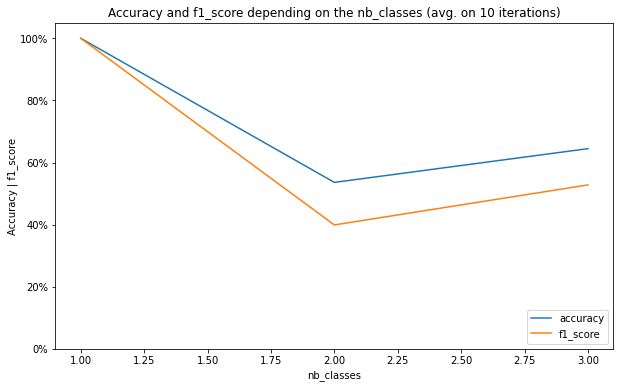 Accuracy and f1_score depending on the nb_classes (avg. on 10 iterations)
Accuracy | f1_score
100%
80%
60%
40%
20%
0%
1.00 1.25 1.50 1.75 2.00 2.25 2.50 2.75 3.00
nb_classes
accuracy
f1_score